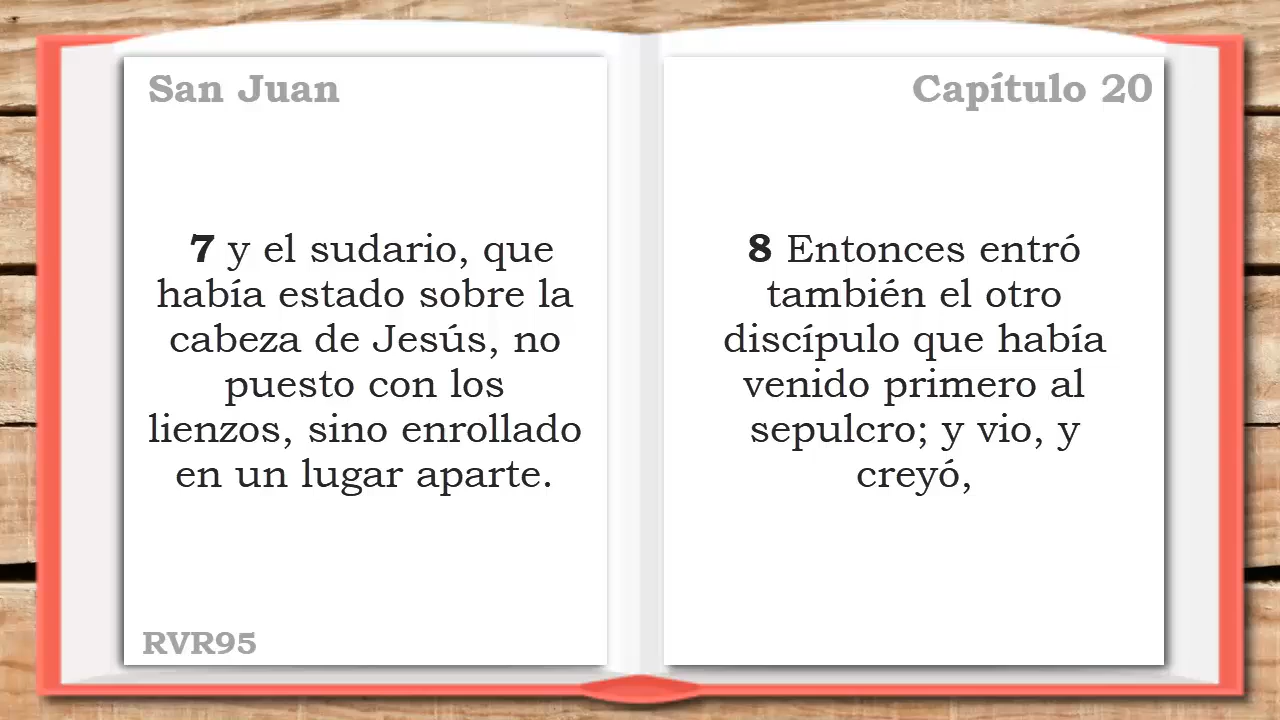 San Juan
7 y el sudario, que
había estado sobre la
cabeza de Jesús, no
puesto con los
lienzos, sino enrollado
en un lugar aparte.
RVR95
Capítulo 20
8 Entonces entró
también el otro
discípulo que había
venido primero al
sepulcro; y vio, y
creyó,